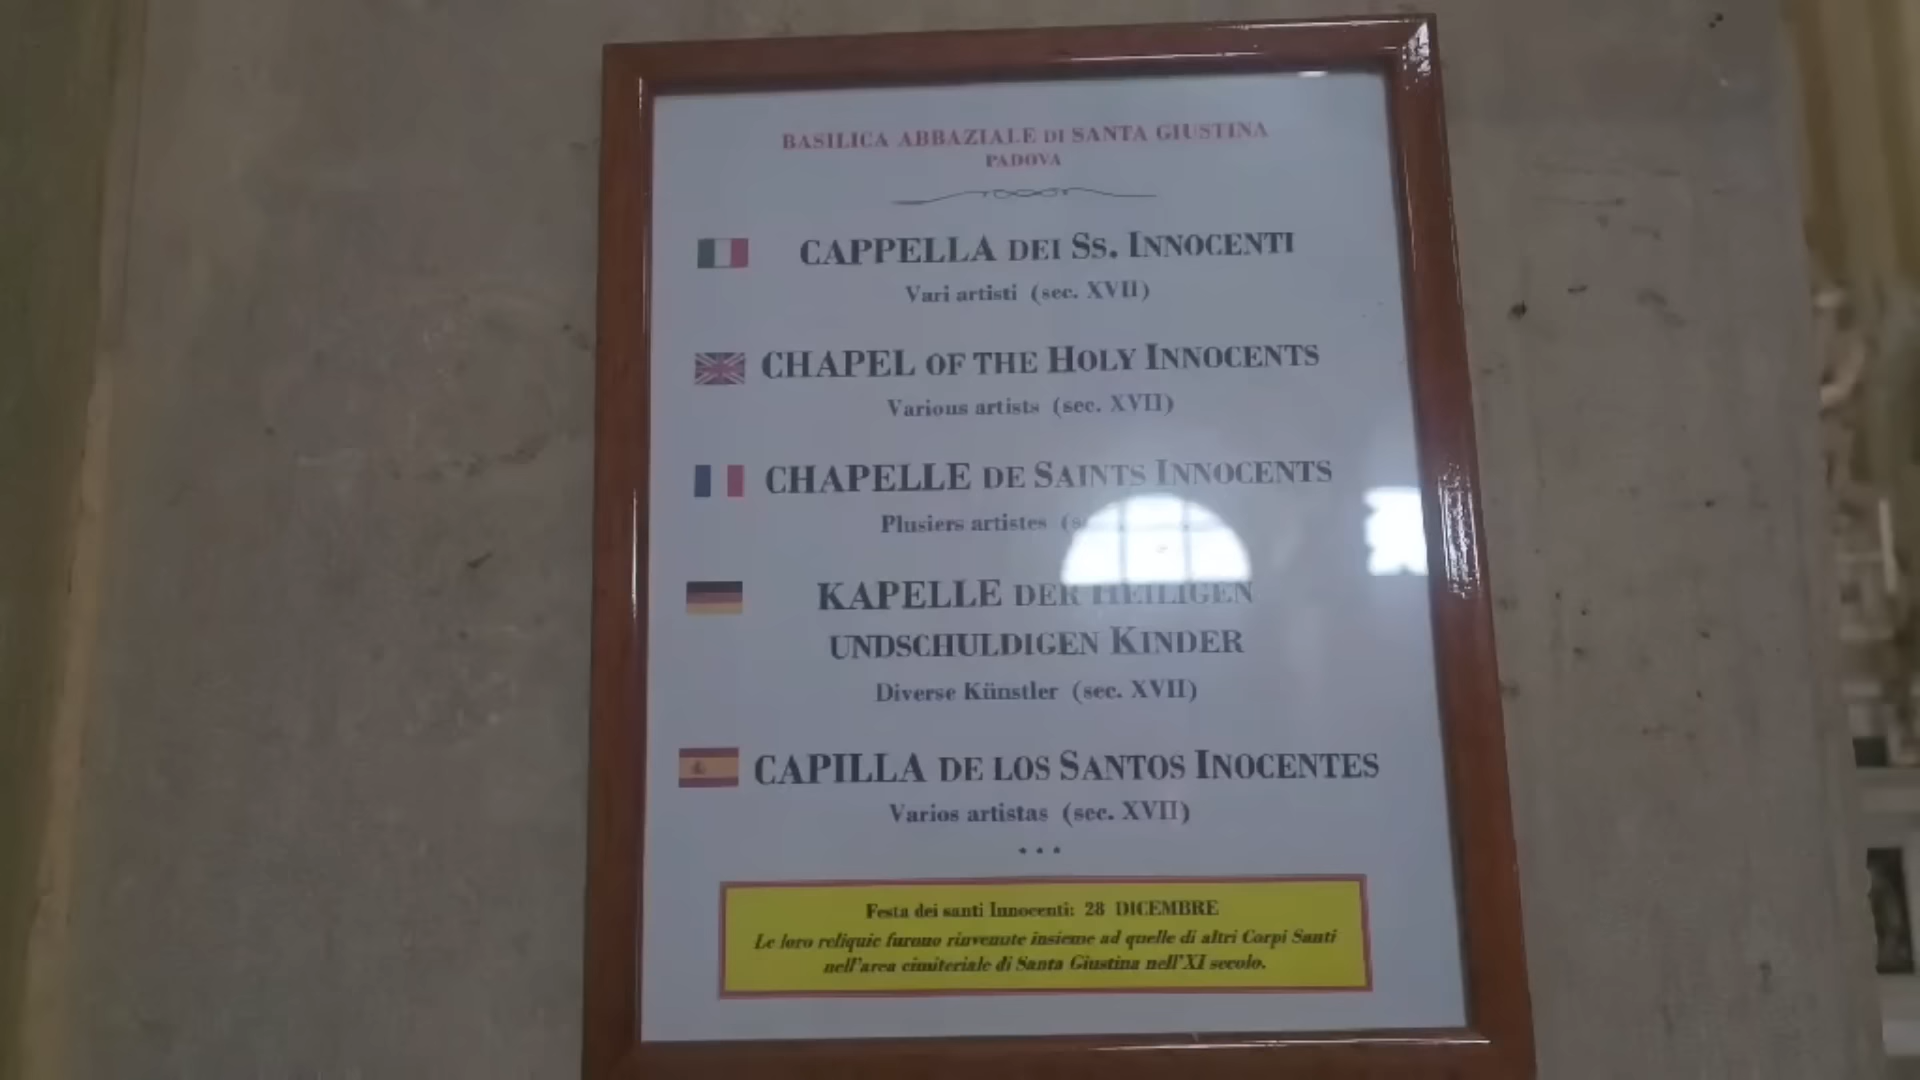 BASILICA ABBAZIALE DI SANTA GIUSTINA
PADOVA
CAPPELLA DEI SS. INNOCENTI
Vari artisti (sec. XVII)
CHAPEL OF THE HOLY INNOCENTS
Various artists (sec. XVII)
CHAPELLE DE SAINTS INNOCENTS
Plusiers artistes
KAPELLE DER HEILIGEN
UNDSCHULDIGEN KINDER
Diverse Künstler (sec. XVII)
CAPILLA DE LOS SANTOS INOCENTES
Varios artistas (sec. XVII)
...
Festa dei santi Innocenti: 28 DICEMBRE
Le loro reliquie furono rinvenute insieme ad quelle di altri Corpi Santi
nell'area cimiteriale di Santa Giustina nell'XI secolo.